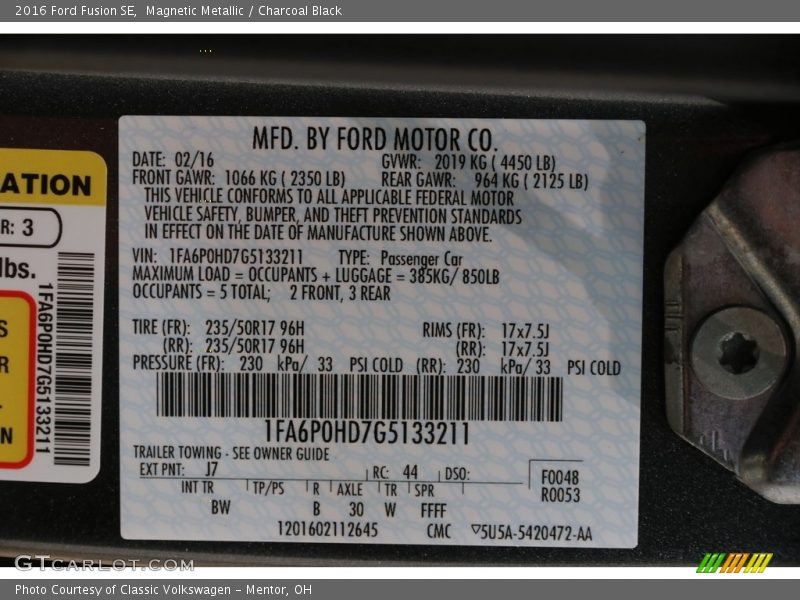 2016 Ford Fusion SE, Magnetic Metallic / Charcoal Black
ATION
R: 3
lbs.
1FA6P0HD7G5133211
S
R
N
MFD. BY FORD MOTOR CO.
DATE: 02/16 GVWR: 2019 KG ( 4450 LB)
FRONT GAWR: 1066 KG ( 2350 LB) REAR GAWR: 964 KG ( 2125 LB)
THIS VEHICLE CONFORMS TO ALL APPLICABLE FEDERAL MOTOR
VEHICLE SAFETY, BUMPER, AND THEFT PREVENTION STANDARDS
IN EFFECT ON THE DATE OF MANUFACTURE SHOWN ABOVE.
VIN: 1FA6P0HD7G5133211 TYPE: Passenger Car
MAXIMUM LOAD = OCCUPANTS + LUGGAGE = 385KG/ 850LB
OCCUPANTS = 5 TOTAL; 2 FRONT, 3 REAR
TIRE (FR): 235/50R17 96H RIMS (FR): 17x7.5J
(RR): 235/50R17 96H (RR): 17x7.5J
PRESSURE (FR): 230 kPa/ 33 PSI COLD (RR): 230 kPa/ 33 PSI COLD
1FA6P0HD7G5133211
TRAILER TOWING - SEE OWNER GUIDE
EXT PNT: J7 RC: 44 DSO: F0048
R0053
INT TR TP/PS R AXLE TR SPR
BW B 30 W FFFF
1201602112645 CMC 5U5A-5420472-AA
GTCarLot.com
Photo Courtesy of Classic Volkswagen – Mentor, OH